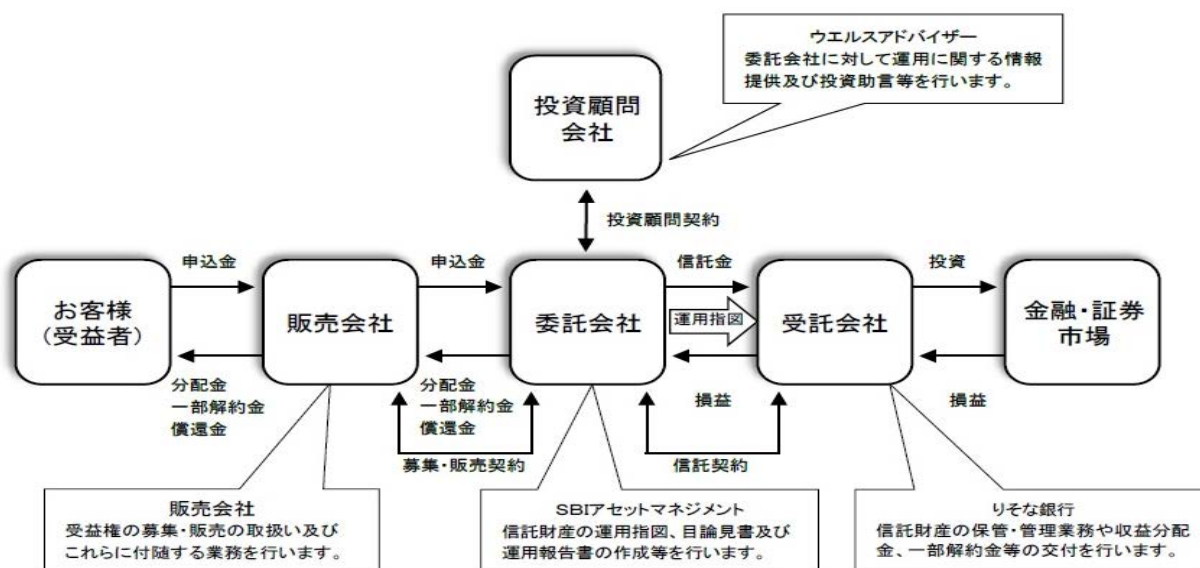 ウエルスアドバイザー
委託会社に対して運用に関する情報
提供及び投資助言等を行います。
投資顧問
会社
投資顧問契約
お客様
(受益者)
申込金
分配金
一部解約金
償還金
販売会社
申込金
分配金
一部解約金
償還金
募集・販売契約
委託会社
信託金
運用指図
損益
信託契約
受託会社
投資
損益
金融・証券
市場
販売会社
受益権の募集・販売の取扱い及び
これらに付随する業務を行います。
SBIアセットマネジメント
信託財産の運用指図、目論見書及び
運用報告書の作成等を行います。
りそな銀行
信託財産の保管・管理業務や収益分配
金、一部解約金等の交付を行います。